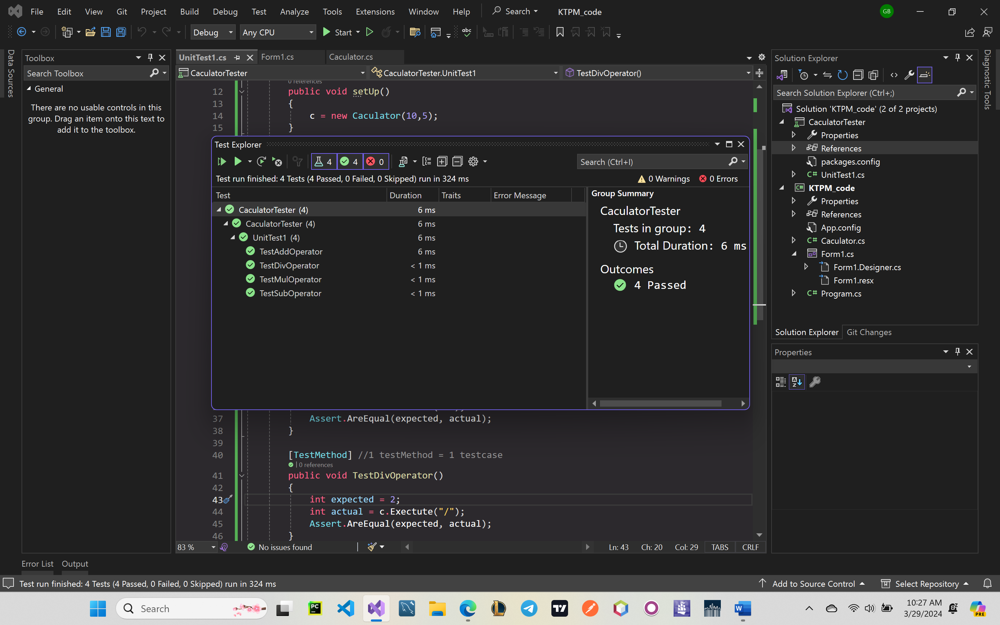 File Edit View Git Project Build Debug Test Analyze Tools Extensions Window Help Search KTPM_code GB
Debug Any CPU Start abc
Data Sources
Toolbox
Search Toolbox
General
There are no usable controls in this
group. Drag an item onto this text to
add it to the toolbox.
UnitTest1.cs Form1.cs Caculator.cs
CaculatorTester CaculatorTester.UnitTest1 TestDivOperator()
0 references
12 public void setUp()
13 {
14 c = new Caculator(10,5);
15 }
Test Explorer
4 4 0 Search (Ctrl+I)
Test run finished: 4 Tests (4 Passed, 0 Failed, 0 Skipped) run in 324 ms 0 Warnings 0 Errors
Test Duration Traits Error Message
CaculatorTester (4) 6 ms
CaculatorTester (4) 6 ms
UnitTest1 (4) 6 ms
TestAddOperator 6 ms
TestDivOperator < 1 ms
TestMulOperator < 1 ms
TestSubOperator < 1 ms
Group Summary
CaculatorTester
Tests in group: 4
Total Duration: 6 ms
Outcomes
4 Passed
37 Assert.AreEqual(expected, actual);
38 }
39
40 [TestMethod] //1 testMethod = 1 testcase
| 0 references
41 public void TestDivOperator()
42 {
43 int expected = 2;
44 int actual = c.Exectute("/");
45 Assert.AreEqual(expected, actual);
46 }
83 % No issues found Ln: 43 Ch: 20 Col: 29 TABS CRLF
Solution Explorer
Search Solution Explorer (Ctrl+;)
Solution 'KTPM_code' (2 of 2 projects)
CaculatorTester
Properties
References
packages.config
C# UnitTest1.cs
C# KTPM_code
Properties
References
App.config
C# Caculator.cs
Form1.cs
Form1.Designer.cs
Form1.resx
C# Program.cs
Solution Explorer Git Changes
Properties
Diagnostic Tools
Error List Output
Test run finished: 4 Tests (4 Passed, 0 Failed, 0 Skipped) run in 324 ms Add to Source Control Select Repository
Search PC W 10:27 AM
3/29/2024 PRE